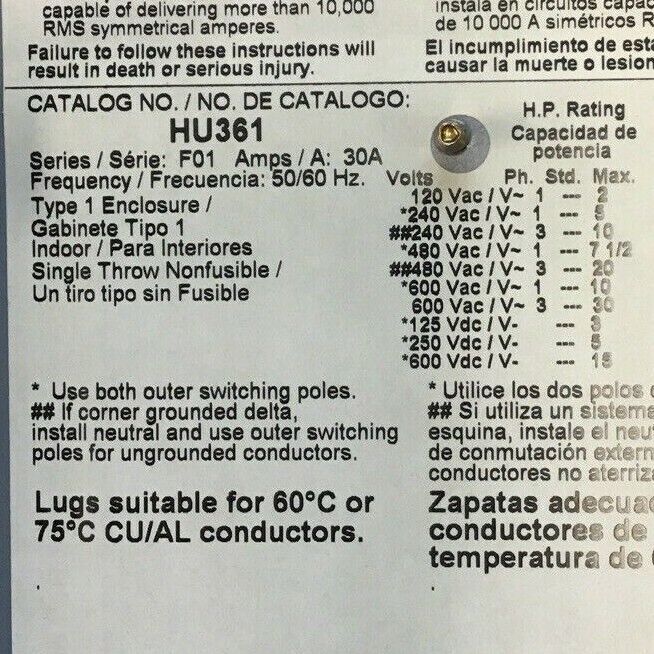 capable of delivering more than 10,000
RMS symmetrical amperes.
Failure to follow these instructions will
result in death or serious injury.
instala en circuitos capac
de 10 000 A simétricos R
El incumplimiento de esta
causar la muerte o lesion
CATALOG NO. / NO. DE CATALOGO:
HU361
Series / Série: F01 Amps / A: 30A
Frequency / Frecuencia: 50/60 Hz.
Type 1 Enclosure /
Gabinete Tipo 1
Indoor / Para Interiores
Single Throw Nonfusible /
Un tiro tipo sin Fusible
H.P. Rating
Capacidad de
potencia
Volts Ph. Std. Max.
120 Vac / V~ 1 --- 2
*240 Vac / V~ 1 --- 5
##240 Vac / V~ 3 --- 10
*480 Vac / V~ 1 --- 7 1/2
##480 Vac / V~ 3 --- 20
*600 Vac / V~ 1 --- 10
600 Vac / V~ 3 --- 30
*125 Vdc / V- --- 3
*250 Vdc / V- --- 5
*600 Vdc / V- --- 15
* Use both outer switching poles.
## If corner grounded delta,
install neutral and use outer switching
poles for ungrounded conductors.
* Utilice los dos polos
## Si utiliza un sistema
esquina, instale el neu
de conmutación extern
conductores no aterriza
Lugs suitable for 60°C or
75°C CU/AL conductors.
Zapatas adecuad
conductores de
temperatura de